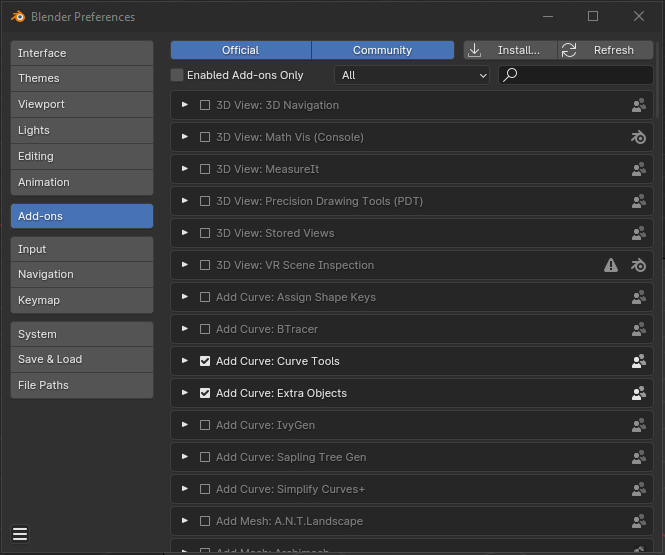 Blender Preferences
Interface
Themes
Viewport
Lights
Editing
Animation
Add-ons
Input
Navigation
Keymap
System
Save & Load
File Paths
Official Community Install... Refresh
Enabled Add-ons Only All
3D View: 3D Navigation
3D View: Math Vis (Console)
3D View: MeasureIt
3D View: Precision Drawing Tools (PDT)
3D View: Stored Views
3D View: VR Scene Inspection
Add Curve: Assign Shape Keys
Add Curve: BTracer
Add Curve: Curve Tools
Add Curve: Extra Objects
Add Curve: IvyGen
Add Curve: Sapling Tree Gen
Add Curve: Simplify Curves+
Add Mesh: A.N.T.Landscape
Add Mesh: Archimesh